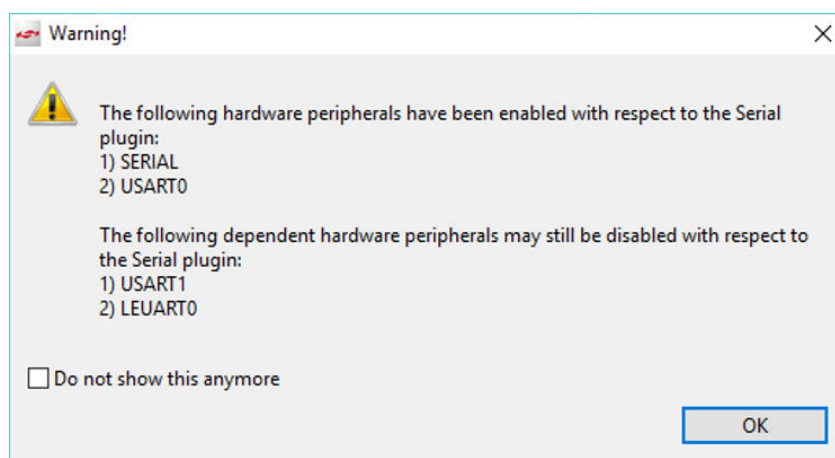 Warning!
The following hardware peripherals have been enabled with respect to the Serial
plugin:
1) SERIAL
2) USART0
The following dependent hardware peripherals may still be disabled with respect to
the Serial plugin:
1) USART1
2) LEUART0
Do not show this anymore
OK